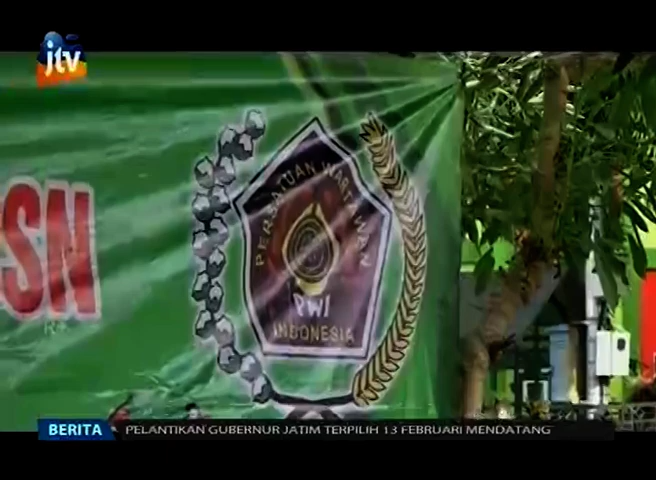 jtv
SN
PERSATUAN WARTAWAN
PWI
INDONESIA
BERITA PELANTIKAN GUBERNUR JATIM TERPILIH 13 FEBRUARI MENDATANG